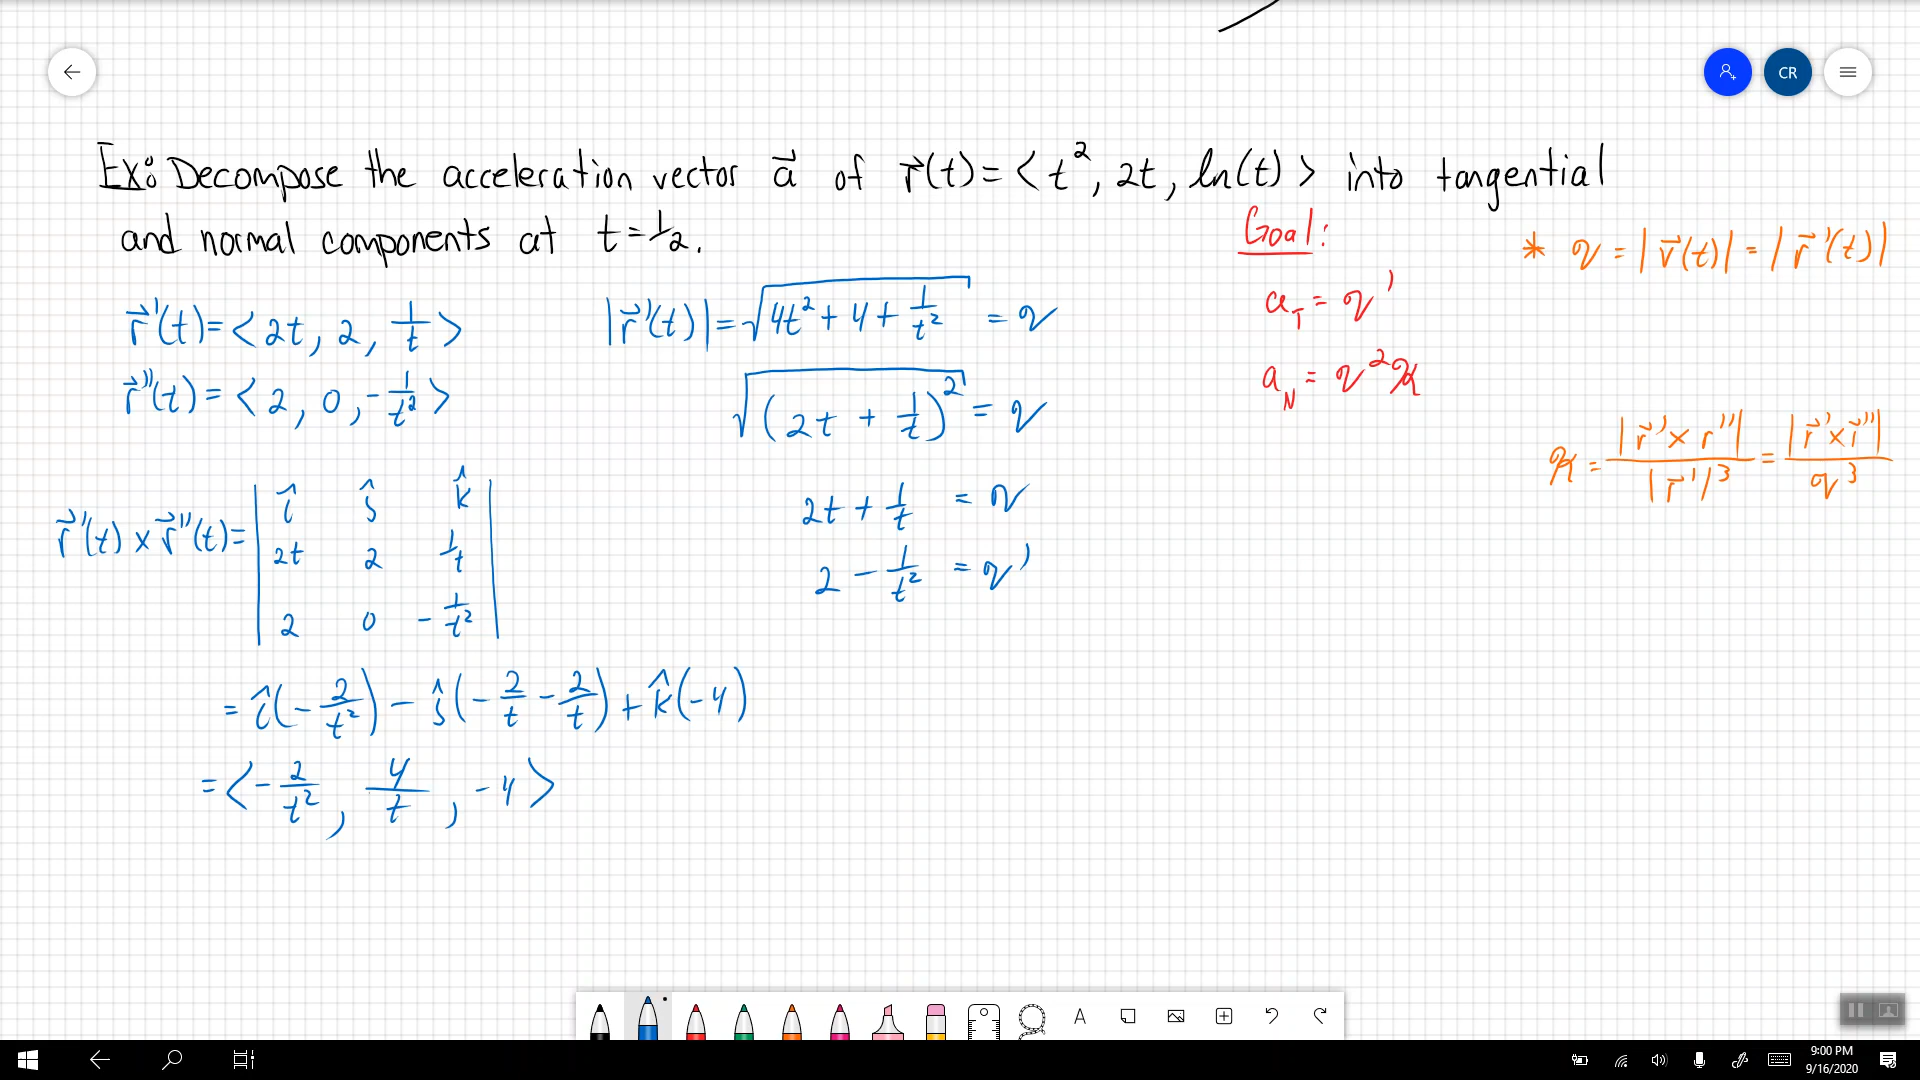 CR
Ex: Decompose the acceleration vector a⃗ of r⃗(t) = < t², 2t, ln(t) > into tangential
and normal components at t = 1/2.
r⃗'(t) = < 2t, 2, 1/t >
r⃗''(t) = < 2, 0, -1/t² >
|r⃗'(t)| = √(4t² + 4 + 1/t²) = v
√((2t + 1/t)²) = v
2t + 1/t = v
2 - 1/t² = v'
r⃗'(t) × r⃗''(t) = | î ĵ k̂ |
| 2t 2 1/t |
| 2 0 -1/t² |
= î(-2/t²) - ĵ(-2/t - 2/t) + k̂(-4)
= < -2/t², 4/t, -4 >
Goal:
a_T = v'
a_N = v²κ
* v = |v⃗(t)| = |r⃗'(t)|
κ = |r⃗' × r''| / |r⃗'|³ = |r⃗' × r⃗''| / v³
A
9:00 PM
9/16/2020